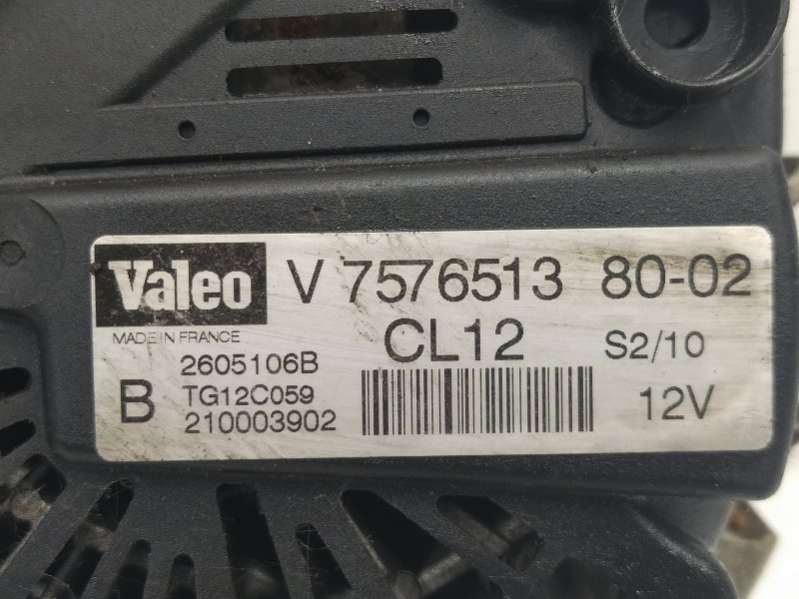 Valeo V 7576513 80-02
MADE IN FRANCE
CL12 S2/10
2605106B
B TG12C059 12V
210003902